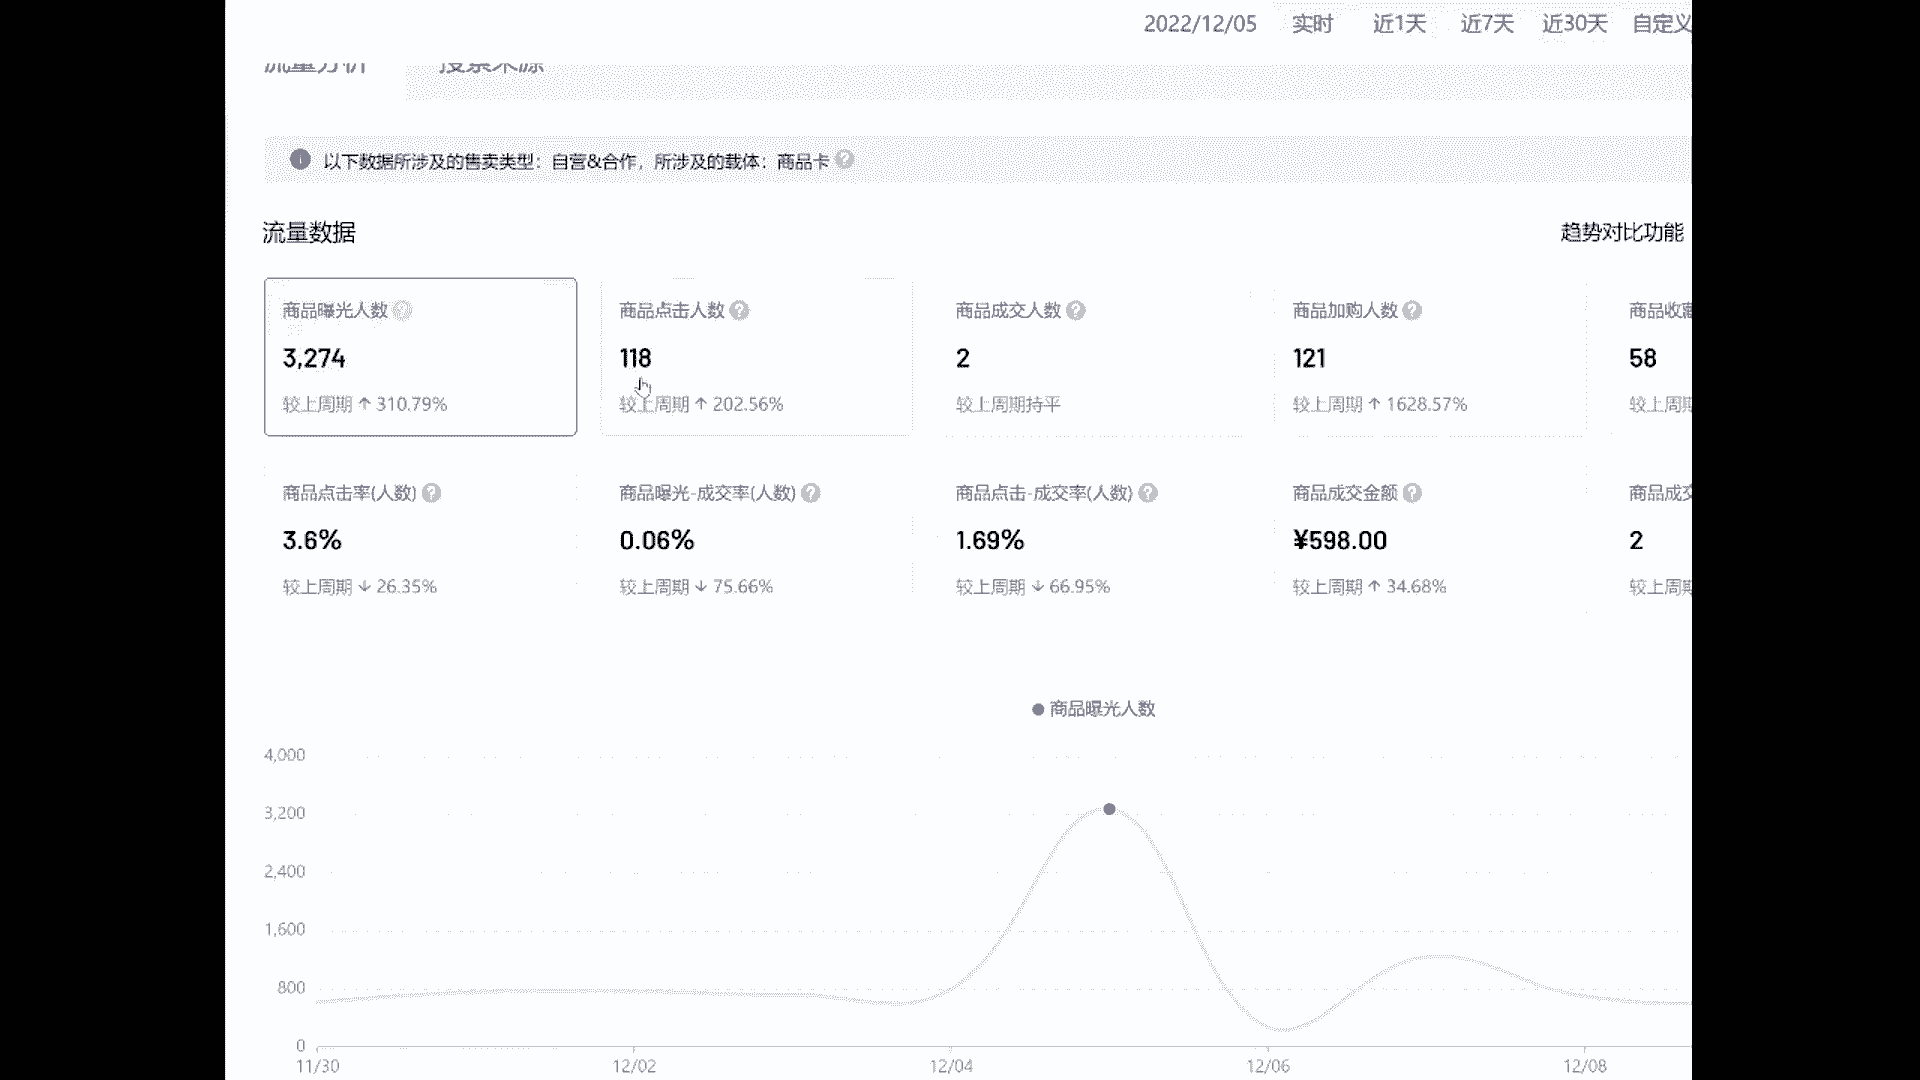 2022/12/05 实时 近1天 近7天 近30天 自定义
流量分析 搜索来源
以下数据所涉及的售卖类型：自营&合作，所涉及的载体：商品卡
流量数据 趋势对比功能
商品曝光人数 商品点击人数 商品成交人数 商品加购人数 商品收藏
3,274 118 2 121 58
较上周期 ↑ 310.79% 较上周期 ↑ 202.56% 较上周期持平 较上周期 ↑ 1628.57% 较上周期
商品点击率(人数) 商品曝光-成交率(人数) 商品点击-成交率(人数) 商品成交金额 商品成交
3.6% 0.06% 1.69% ¥598.00 2
较上周期 ↓ 26.35% 较上周期 ↓ 75.66% 较上周期 ↓ 66.95% 较上周期 ↑ 34.68% 较上周期
商品曝光人数
4,000
3,200
2,400
1,600
800
0
11/30 12/02 12/04 12/06 12/08